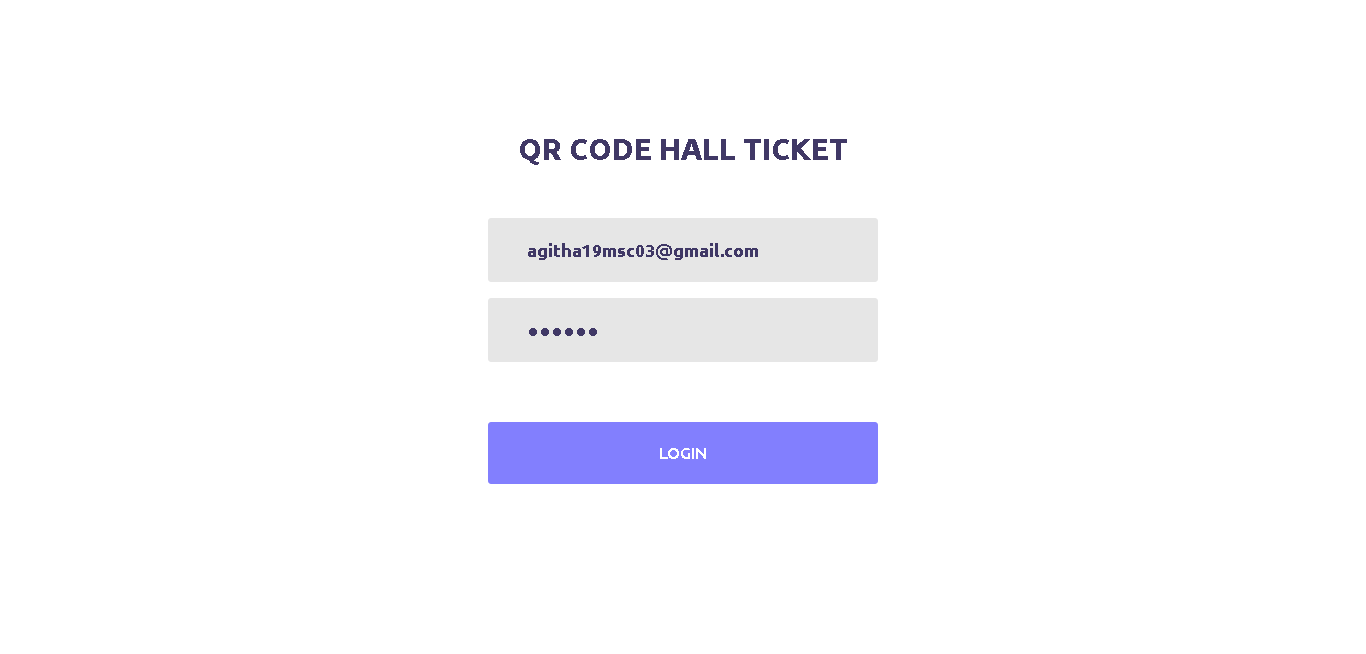 QR CODE HALL TICKET
agitha19msc03@gmail.com
••••••
LOGIN